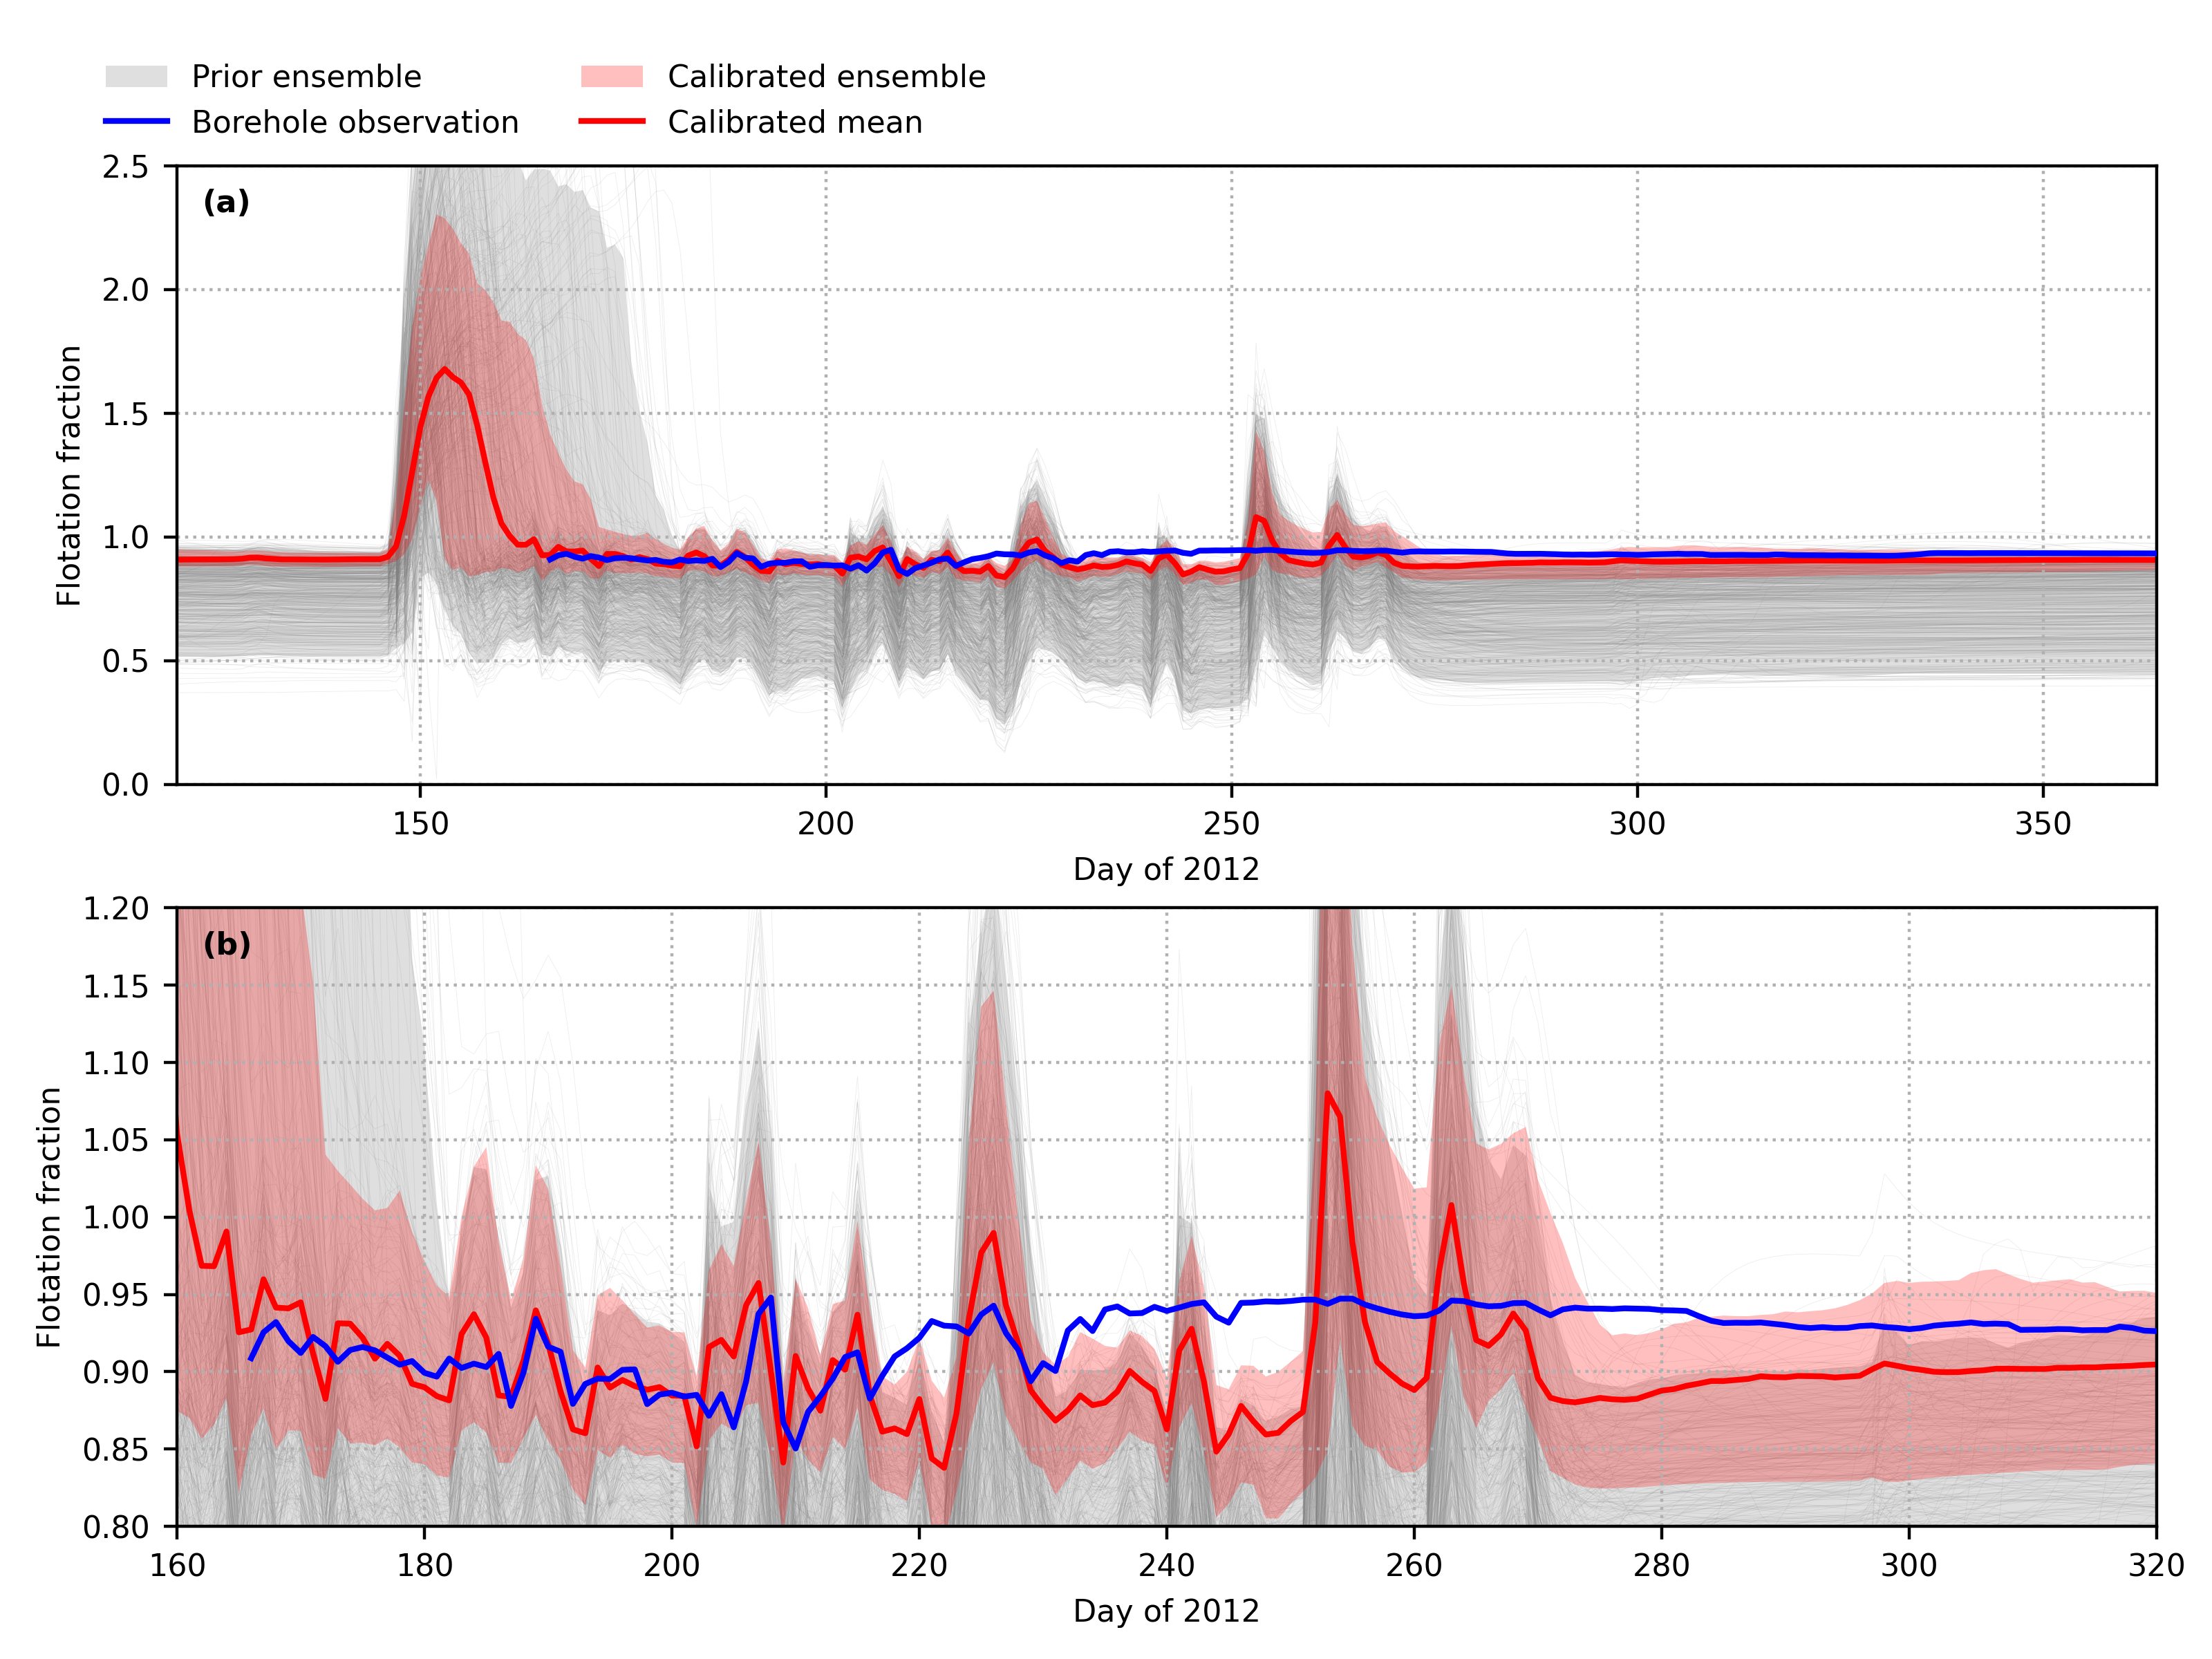 Prior ensemble
Borehole observation
Calibrated ensemble
Calibrated mean
(a)
2.5
2.0
1.5
1.0
0.5
0.0
Flotation fraction
150 200 250 300 350
Day of 2012
(b)
1.20
1.15
1.10
1.05
1.00
0.95
0.90
0.85
0.80
Flotation fraction
160 180 200 220 240 260 280 300 320
Day of 2012